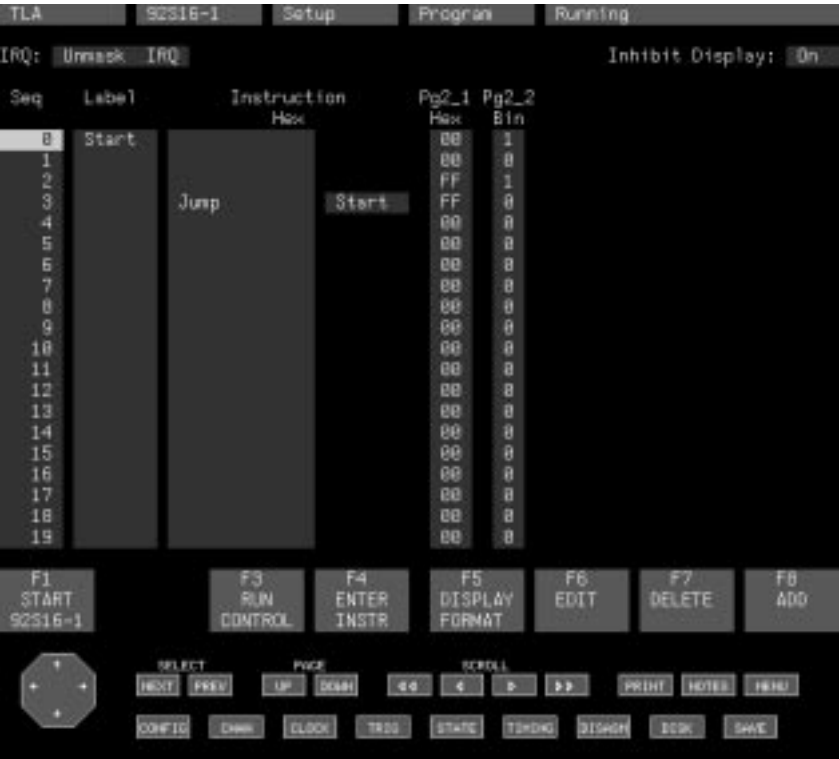 TLA 92S16-1 Setup Program Running
IRQ: Unmask IRQ Inhibit Display: On
Seq Label Instruction Pg2_1 Pg2_2
Hex Hex Bin
0 Start 00 1
1 00 0
2 FF 1
3 Jump Start FF 0
4 00 0
5 00 0
6 00 0
7 00 0
8 00 0
9 00 0
10 00 0
11 00 0
12 00 0
13 00 0
14 00 0
15 00 0
16 00 0
17 00 0
18 00 0
19 00 0
F1 F3 F4 F5 F6 F7 F8
START RUN ENTER DISPLAY EDIT DELETE ADD
92S16-1 CONTROL INSTR FORMAT
SELECT PAGE SCROLL
NEXT PREV UP DOWN PRINT NOTES MENU
CONFIG CHAN CLOCK TRIG STATE TIMING DISASM DISK SAVE